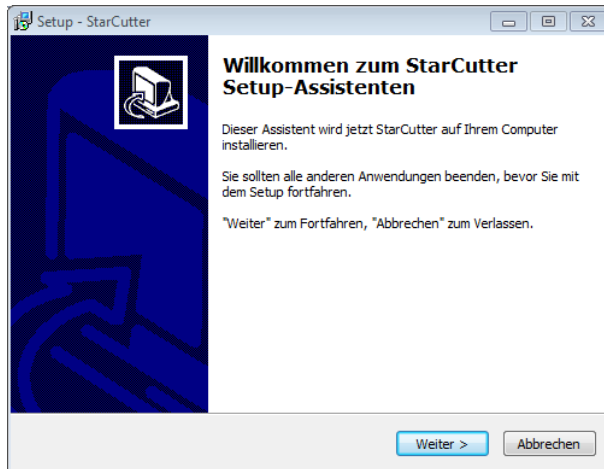 Setup - StarCutter
Willkommen zum StarCutter
Setup-Assistenten
Dieser Assistent wird jetzt StarCutter auf Ihrem Computer
installieren.
Sie sollten alle anderen Anwendungen beenden, bevor Sie mit
dem Setup fortfahren.
"Weiter" zum Fortfahren, "Abbrechen" zum Verlassen.
Weiter >
Abbrechen